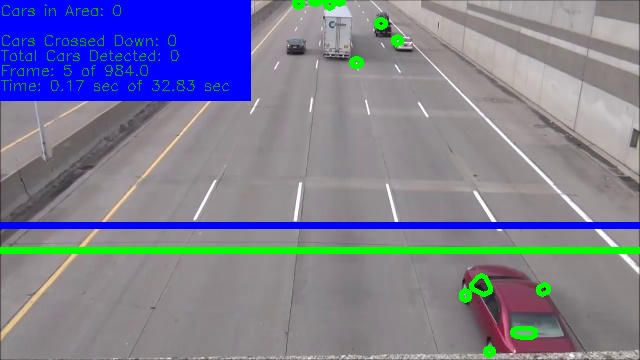 Cars in Area: 0
Cars Crossed Down: 0
Total Cars Detected: 0
Frame: 5 of 984.0
Time: 0.17 sec of 32.83 sec